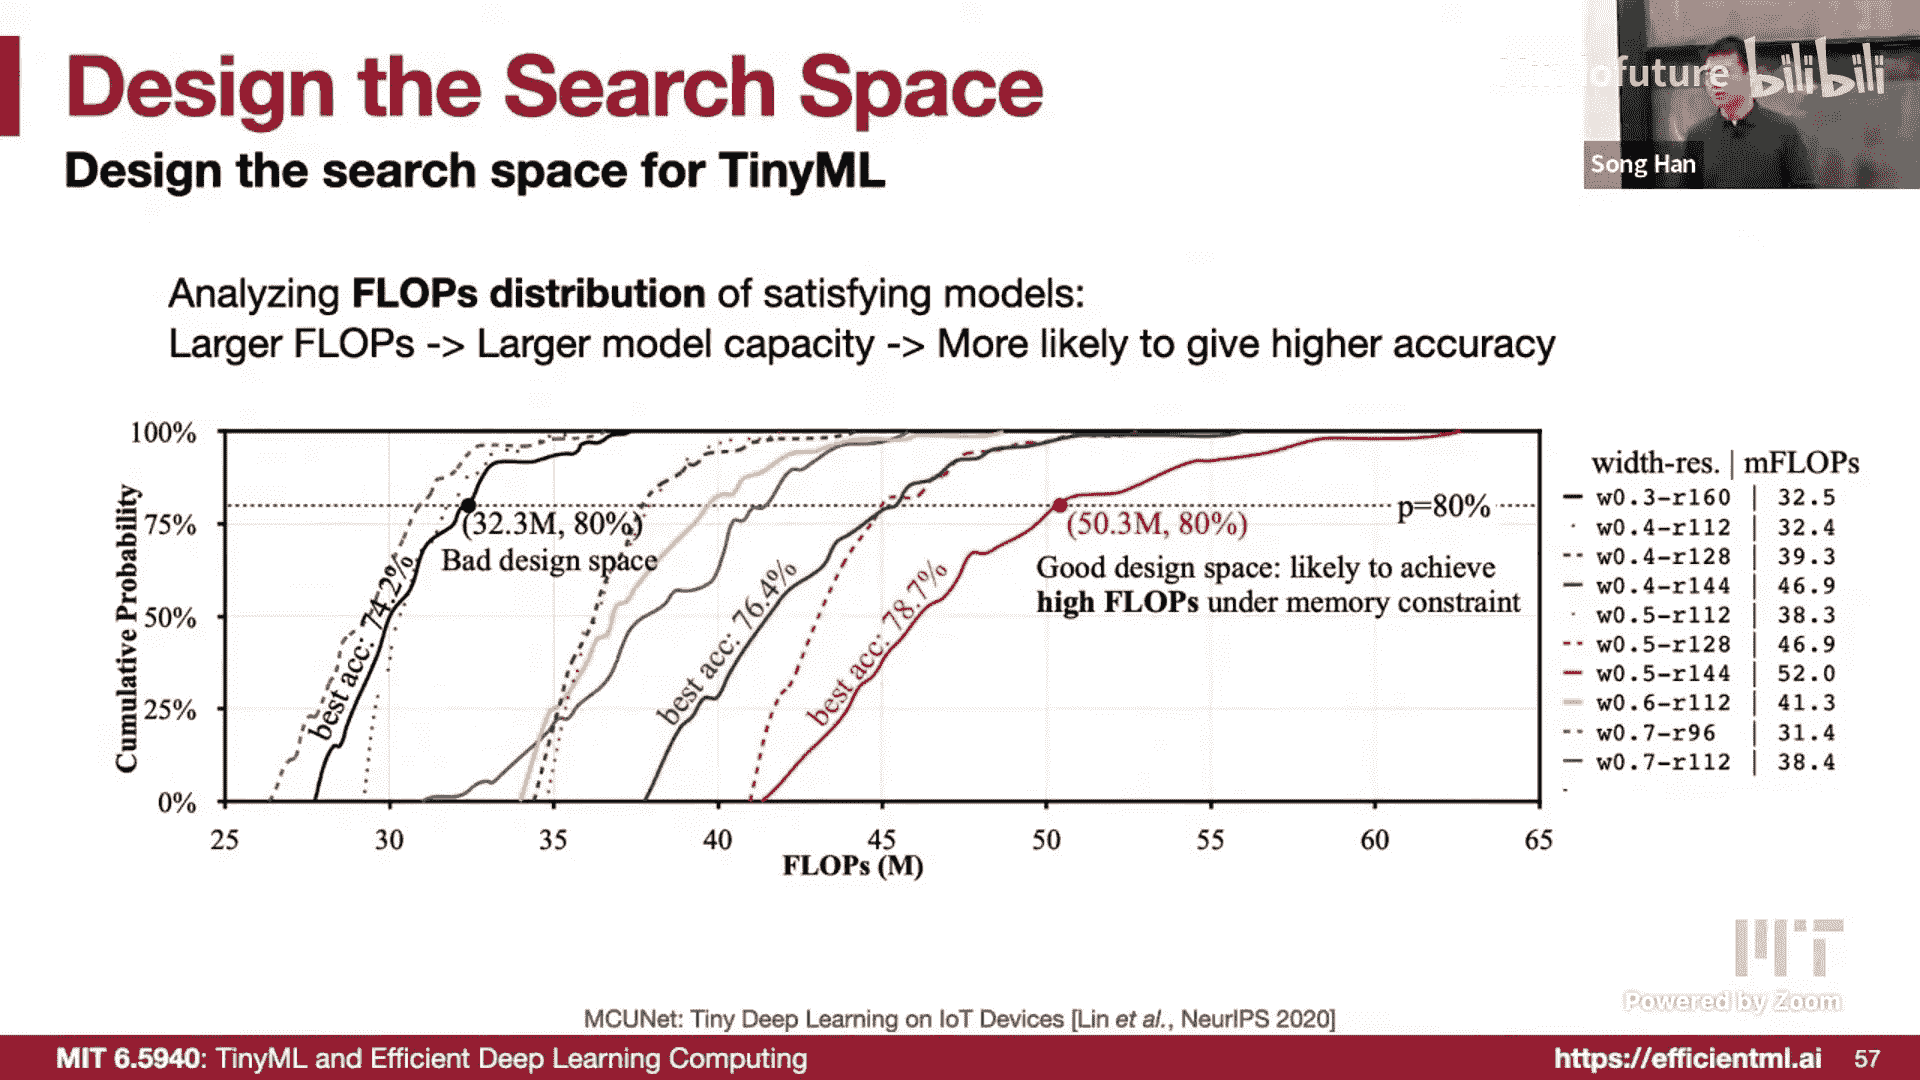 Design the Search Space
Design the search space for TinyML
ofuture bilibili
Song Han
Analyzing FLOPs distribution of satisfying models:
Larger FLOPs -> Larger model capacity -> More likely to give higher accuracy
Cumulative Probability
100%
75%
50%
25%
0%
25 30 35 40 45 50 55 60 65
FLOPs (M)
p=80%
(32.3M, 80%)
Bad design space
(50.3M, 80%)
Good design space: likely to achieve
high FLOPs under memory constraint
best acc: 74.2%
best acc: 76.4%
best acc: 78.7%
width-res. | mFLOPs
w0.3-r160 | 32.5
w0.4-r112 | 32.4
w0.4-r128 | 39.3
w0.4-r144 | 46.9
w0.5-r112 | 38.3
w0.5-r128 | 46.9
w0.5-r144 | 52.0
w0.6-r112 | 41.3
w0.7-r96 | 31.4
w0.7-r112 | 38.4
MIT
Powered by Zoom
MCUNet: Tiny Deep Learning on IoT Devices [Lin et al., NeurIPS 2020]
MIT 6.5940: TinyML and Efficient Deep Learning Computing
https://efficientml.ai 57